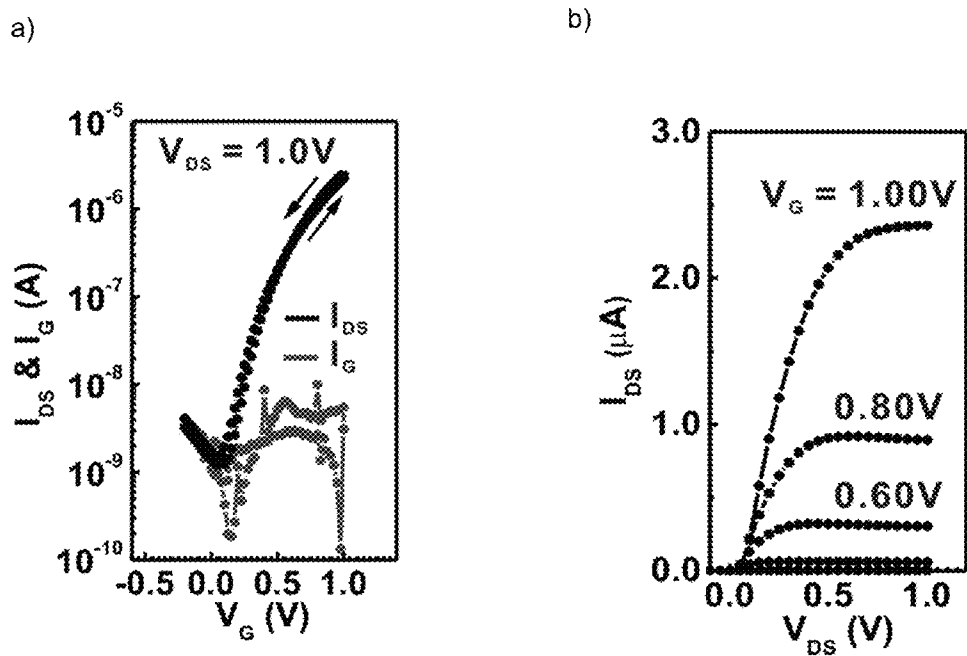 a)
b)
10⁻⁵
10⁻⁶
10⁻⁷
10⁻⁸
10⁻⁹
10⁻¹⁰
I_DS & I_G (A)
V_DS = 1.0V
I_DS
I_G
-0.5 0.0 0.5 1.0
V_G (V)
3.0
2.0
1.0
0.0
I_DS (μA)
V_G = 1.00V
0.80V
0.60V
0.0 0.5 1.0
V_DS (V)